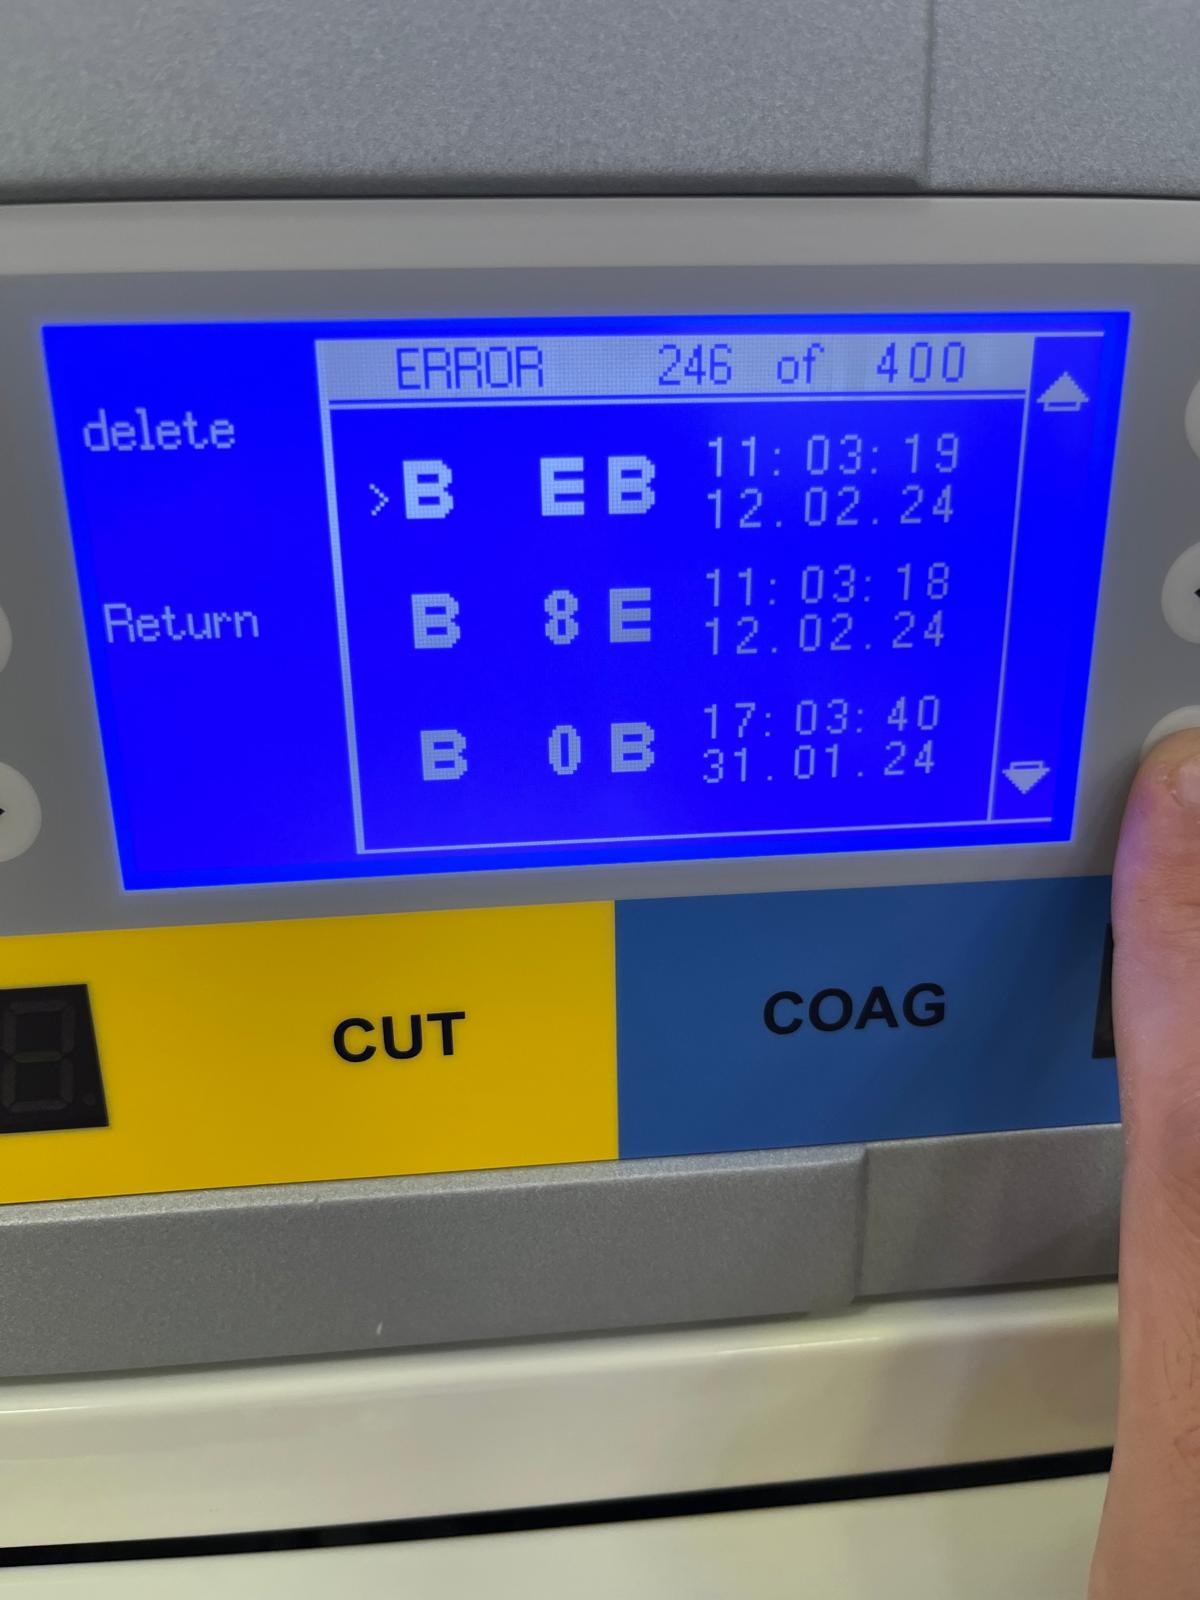 ERROR 246 of 400
delete
>B EB 11:03:19
12.02.24
B 8E 11:03:18
12.02.24
Return
B 0B 17:03:40
31.01.24
CUT
COAG